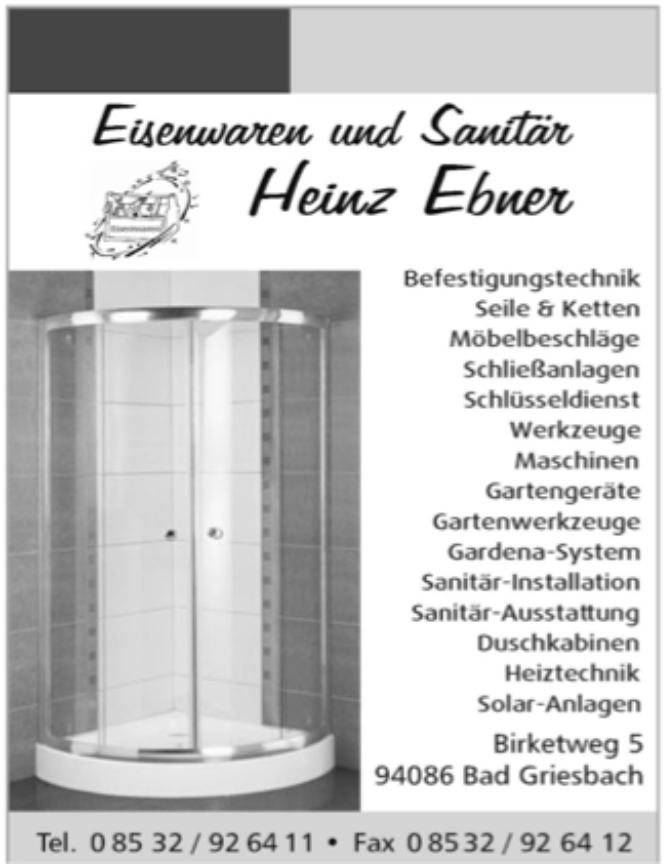 Eisenwaren und Sanitär
Heinz Ebner
Eisenwaren
Befestigungstechnik
Seile & Ketten
Möbelbeschläge
Schließanlagen
Schlüsseldienst
Werkzeuge
Maschinen
Gartengeräte
Gartenwerkzeuge
Gardena-System
Sanitär-Installation
Sanitär-Ausstattung
Duschkabinen
Heiztechnik
Solar-Anlagen
Birketweg 5
94086 Bad Griesbach
Tel. 0 85 32 / 92 64 11 • Fax 0 85 32 / 92 64 12